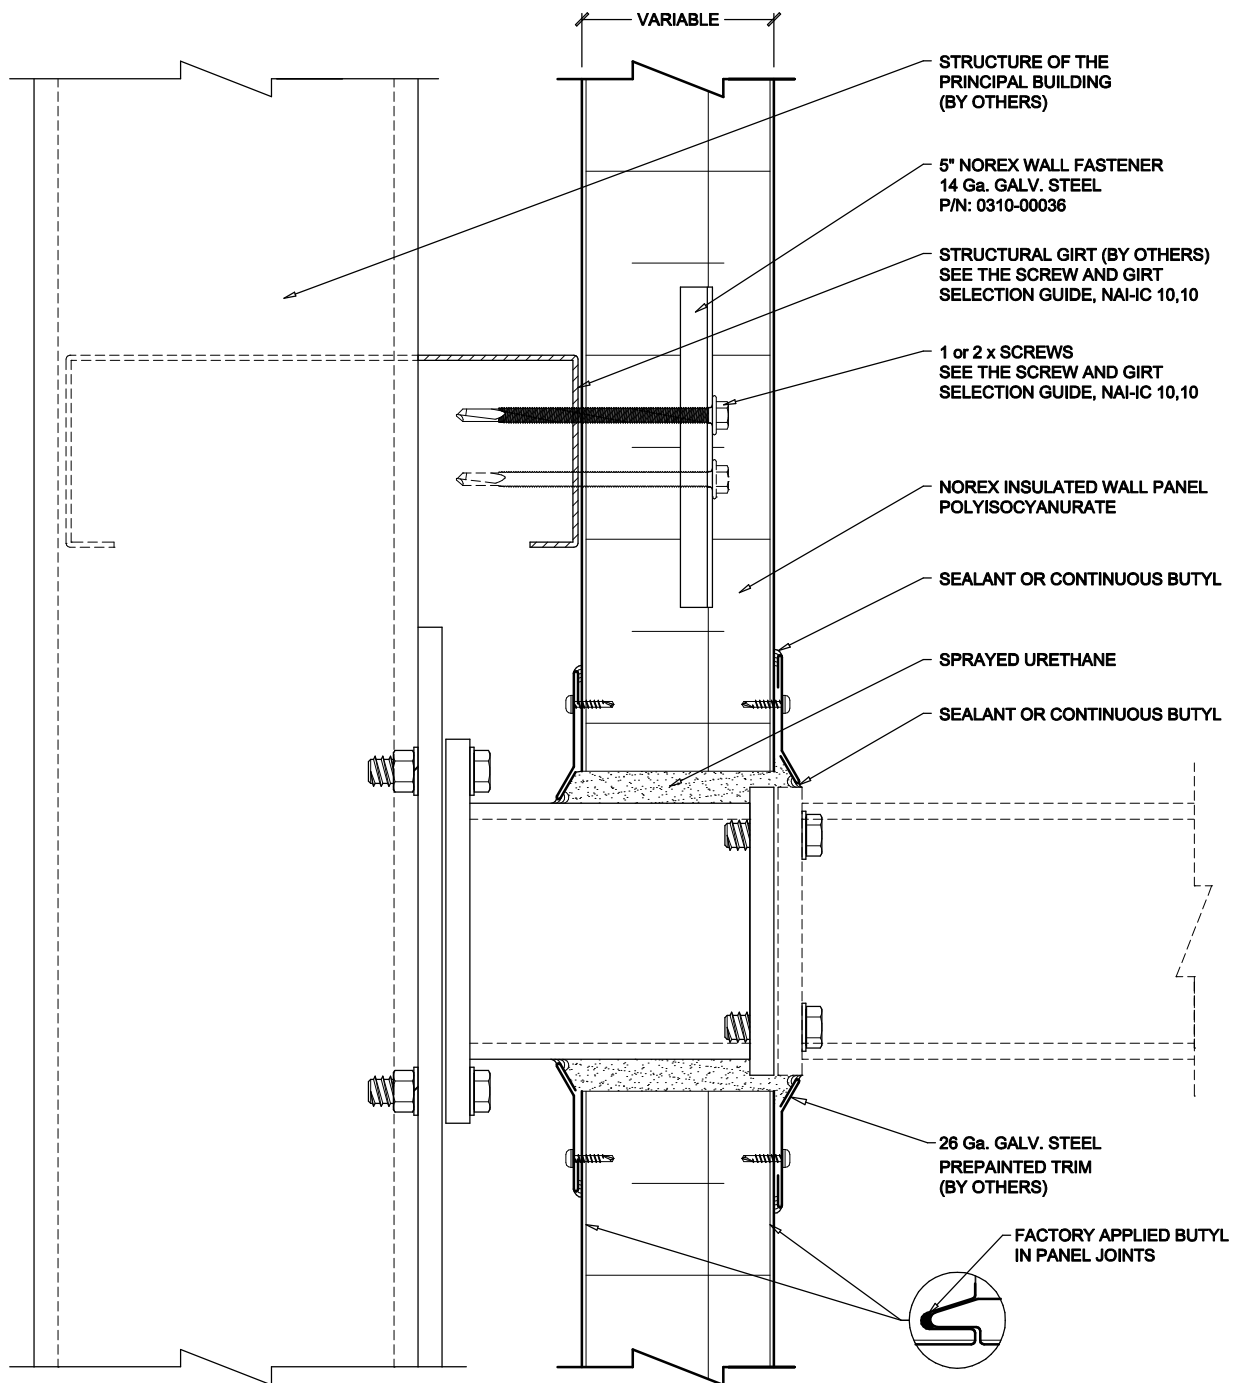 VARIABLE
STRUCTURE OF THE
PRINCIPAL BUILDING
(BY OTHERS)
5" NOREX WALL FASTENER
14 Ga. GALV. STEEL
P/N: 0310-00036
STRUCTURAL GIRT (BY OTHERS)
SEE THE SCREW AND GIRT
SELECTION GUIDE, NAI-IC 10,10
1 or 2 x SCREWS
SEE THE SCREW AND GIRT
SELECTION GUIDE, NAI-IC 10,10
NOREX INSULATED WALL PANEL
POLYISOCYANURATE
SEALANT OR CONTINUOUS BUTYL
SPRAYED URETHANE
SEALANT OR CONTINUOUS BUTYL
26 Ga. GALV. STEEL
PREPAINTED TRIM
(BY OTHERS)
FACTORY APPLIED BUTYL
IN PANEL JOINTS